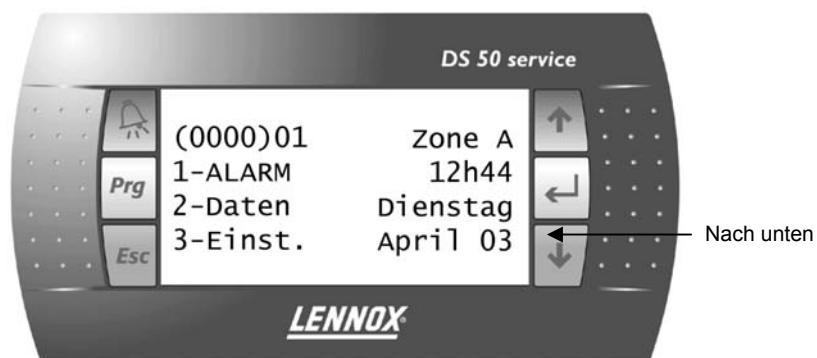 DS 50 service
(0000)01 Zone A
1-ALARM 12h44
Prg
2-Daten Dienstag
3-Einst. April 03
Esc
Nach unten
LENNOX